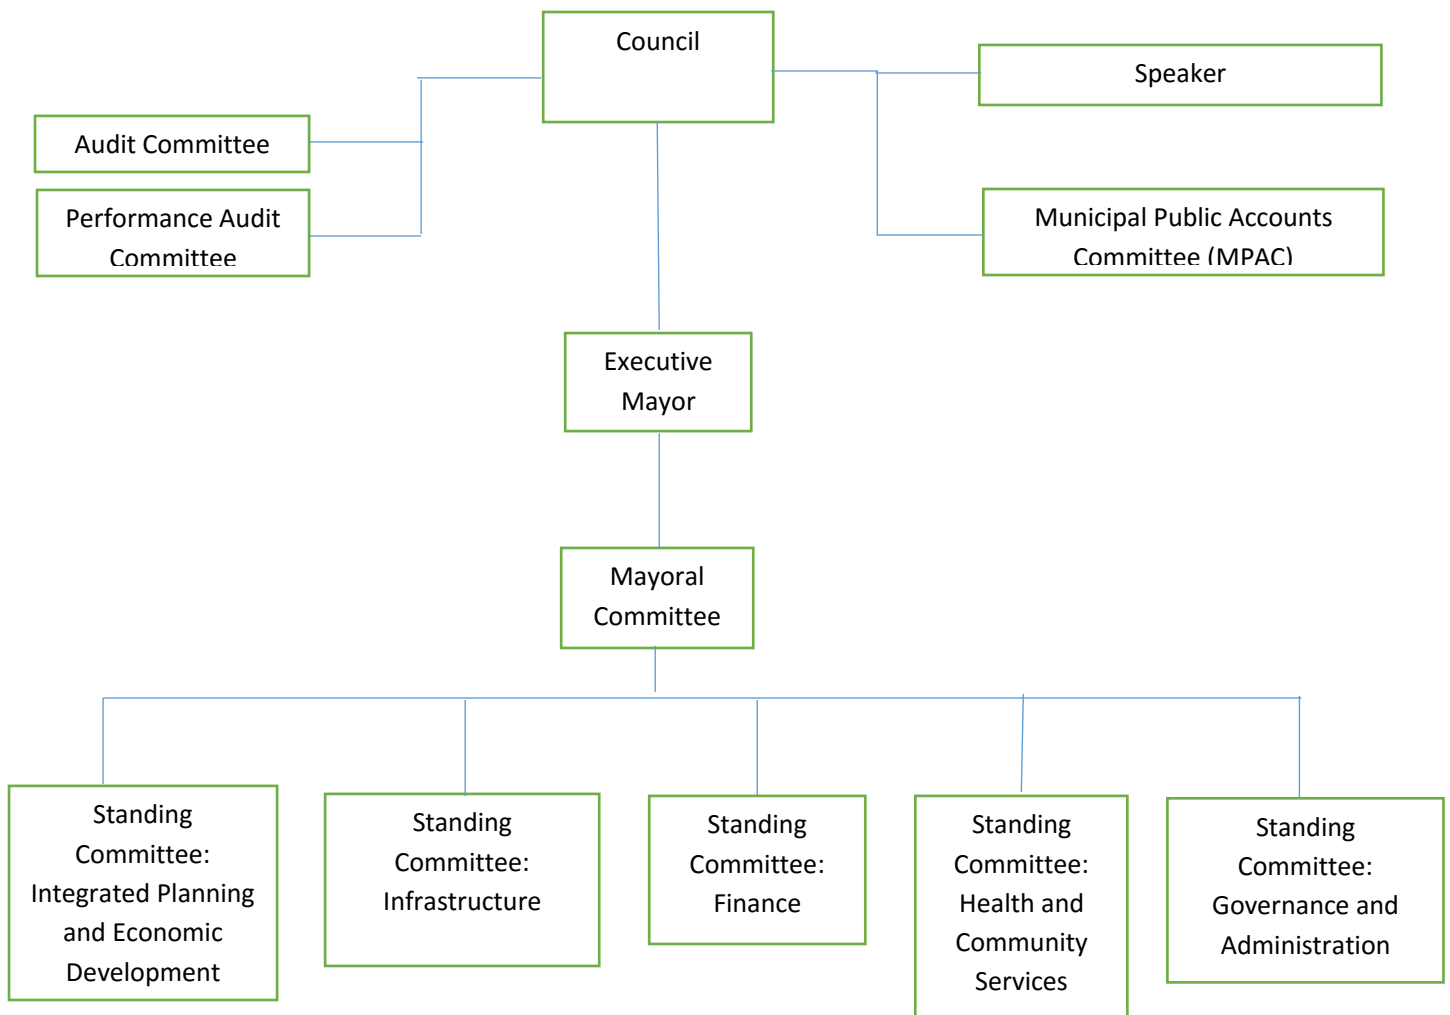 Council
Speaker
Audit Committee
Performance Audit
Committee
Municipal Public Accounts
Committee (MPAC)
Executive
Mayor
Mayoral
Committee
Standing
Committee:
Integrated Planning
and Economic
Development
Standing
Committee:
Infrastructure
Standing
Committee:
Finance
Standing
Committee:
Health and
Community
Services
Standing
Committee:
Governance and
Administration